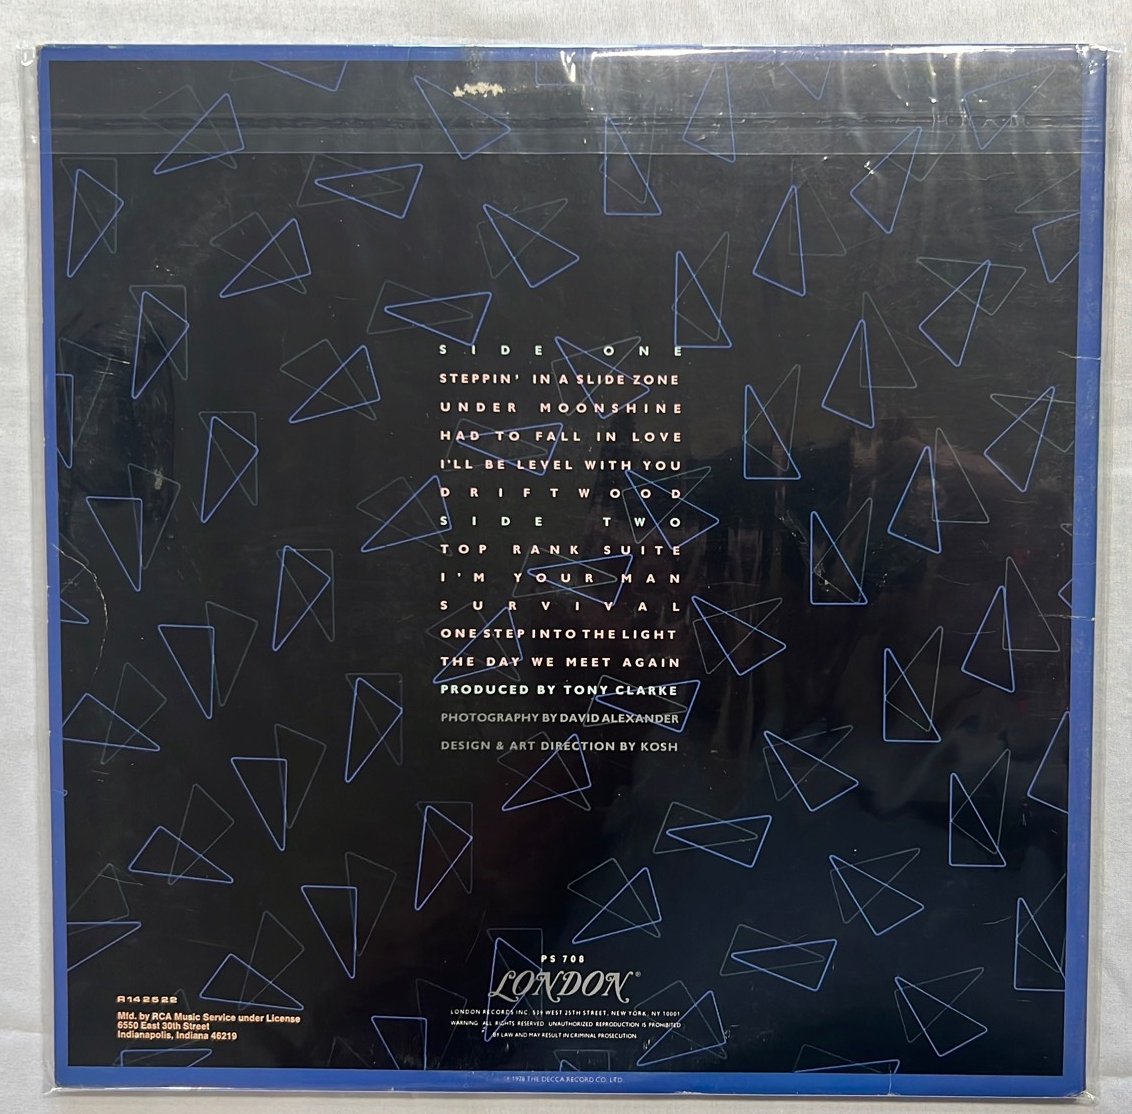 SIDE ONE
STEPPIN' IN A SLIDE ZONE
UNDER MOONSHINE
HAD TO FALL IN LOVE
I'LL BE LEVEL WITH YOU
DRIFTWOOD
SIDE TWO
TOP RANK SUITE
I'M YOUR MAN
SURVIVAL
ONE STEP INTO THE LIGHT
THE DAY WE MEET AGAIN
PRODUCED BY TONY CLARKE
PHOTOGRAPHY BY DAVID ALEXANDER
DESIGN & ART DIRECTION BY KOSH
PS 708
LONDON®
LONDON RECORDS INC. 539 WEST 25TH STREET, NEW YORK, NY 10001
WARNING: ALL RIGHTS RESERVED. UNAUTHORIZED REPRODUCTION IS PROHIBITED
BY LAW AND MAY RESULT IN CRIMINAL PROSECUTION.
R142522
Mfd. by RCA Music Service under License
6550 East 30th Street
Indianapolis, Indiana 46219
1978 THE DECCA RECORD CO. LTD.